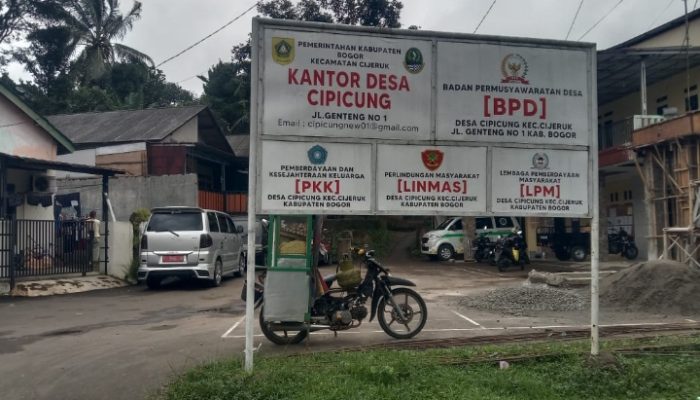 PEMERINTAHAN KABUPATEN
BOGOR
KECAMATAN CIJERUK
KANTOR DESA
CIPICUNG
JL.GENTENG NO 1
Email : cipicungnew01@gmail.com
BADAN PERMUSYAWARATAN DESA
[BPD]
DESA CIPICUNG KEC.CIJERUK
JL. GENTENG NO 1 KAB. BOGOR
PEMBERDAYAAN DAN
KESEJAHTERAAN KELUARGA
[PKK]
DESA CIPICUNG KEC.CIJERUK
KABUPATEN BOGOR
PERLINDUNGAN MASYARAKAT
[LINMAS]
DESA CIPICUNG KEC.CIJERUK
KABUPATEN BOGOR
LEMBAGA PEMBERDAYAAN
MASYARAKAT
[LPM]
DESA CIPICUNG KEC.CIJERUK
KABUPATEN BOGOR